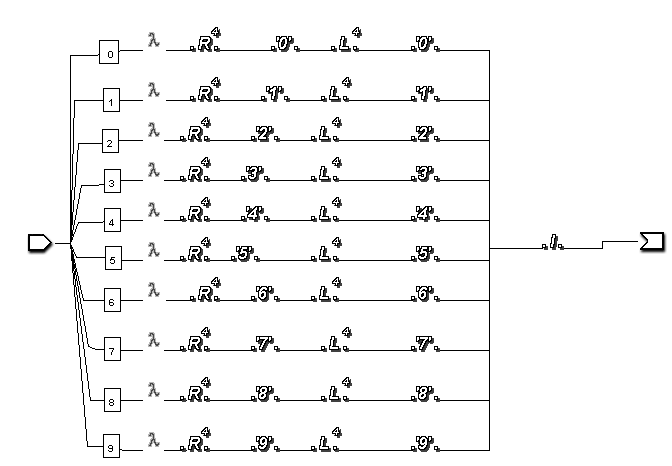 0 λ .R⁴. .'0'. .L⁴. .'0'.
1 λ .R⁴. .'1'. .L⁴. .'1'.
2 λ .R⁴. .'2'. .L⁴. .'2'.
3 λ .R⁴. .'3'. .L⁴. .'3'.
4 λ .R⁴. .'4'. .L⁴. .'4'.
5 λ .R⁴. .'5'. .L⁴. .'5'.
6 λ .R⁴. .'6'. .L⁴. .'6'.
7 λ .R⁴. .'7'. .L⁴. .'7'.
8 λ .R⁴. .'8'. .L⁴. .'8'.
9 λ .R⁴. .'9'. .L⁴. .'9'.